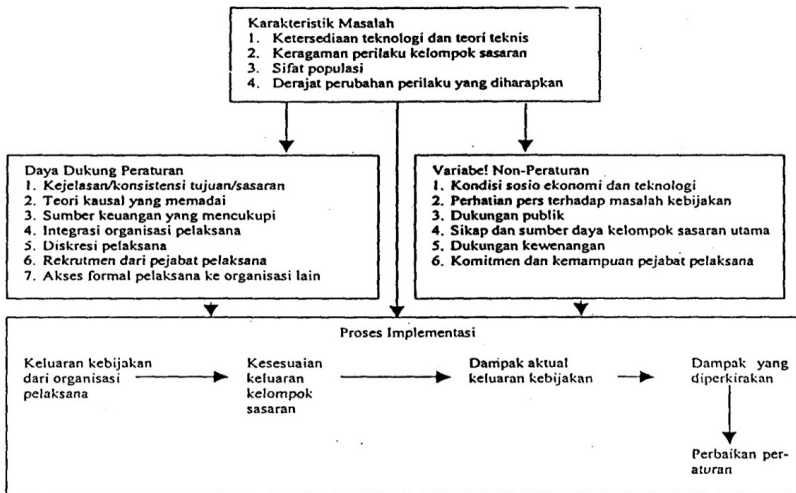 Karakteristik Masalah
1. Ketersediaan teknologi dan teori teknis
2. Keragaman perilaku kelompok sasaran
3. Sifat populasi
4. Derajat perubahan perilaku yang diharapkan
Daya Dukung Peraturan
1. Kejelasan/konsistensi tujuan/sasaran
2. Teori kausal yang memadai
3. Sumber keuangan yang mencukupi
4. Integrasi organisasi pelaksana
5. Diskresi pelaksana
6. Rekrutmen dari pejabat pelaksana
7. Akses formal pelaksana ke organisasi lain
Variabel Non-Peraturan
1. Kondisi sosio ekonomi dan teknologi
2. Perhatian pers terhadap masalah kebijakan
3. Dukungan publik
4. Sikap dan sumber daya kelompok sasaran utama
5. Dukungan kewenangan
6. Komitmen dan kemampuan pejabat pelaksana
Proses Implementasi
Keluaran kebijakan
dari organisasi
pelaksana
Kesesuaian
keluaran
kelompok
sasaran
Dampak aktual
keluaran kebijakan
Dampak yang
diperkirakan
Perbaikan per-
aturan